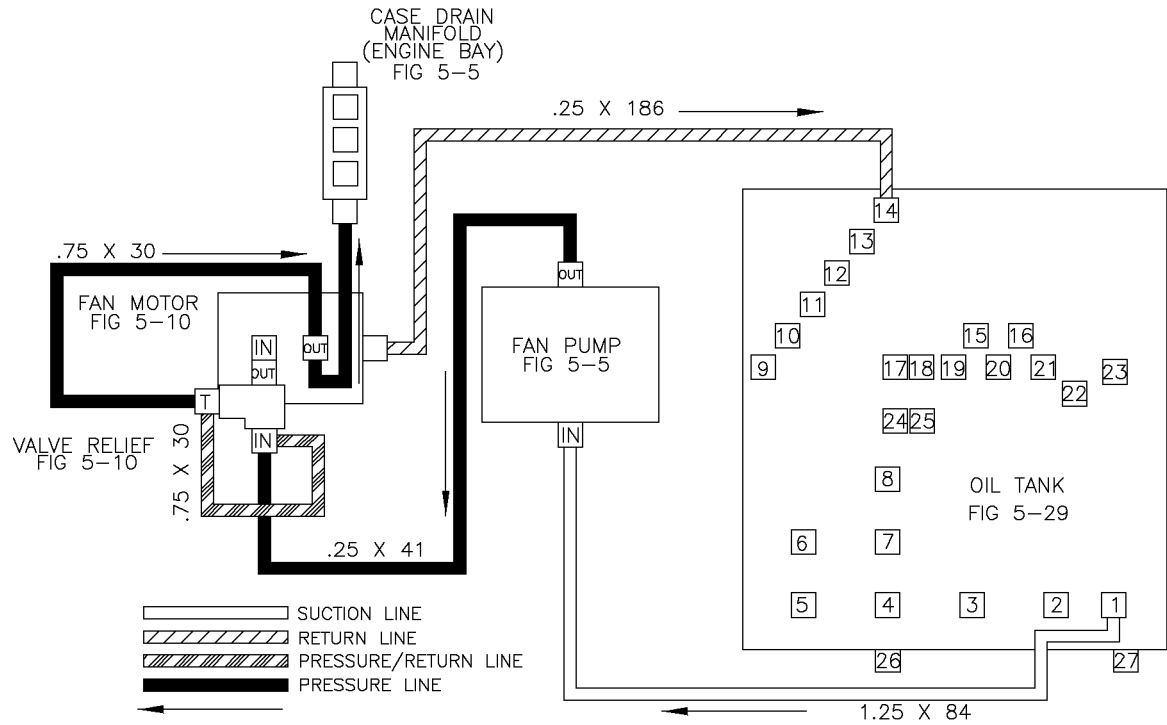 CASE DRAIN
MANIFOLD
(ENGINE BAY)
FIG 5-5
.25 X 186
14
13
12
11
10
9
15
16
17
18
19
20
21
22
23
24
25
8
OIL TANK
FIG 5-29
6
7
5
4
3
2
1
26
27
.75 X 30
FAN MOTOR
FIG 5-10
IN
OUT
OUT
T
IN
VALVE RELIEF
FIG 5-10
.75 X 30
OUT
FAN PUMP
FIG 5-5
IN
.25 X 41
SUCTION LINE
RETURN LINE
PRESSURE/RETURN LINE
PRESSURE LINE
1.25 X 84